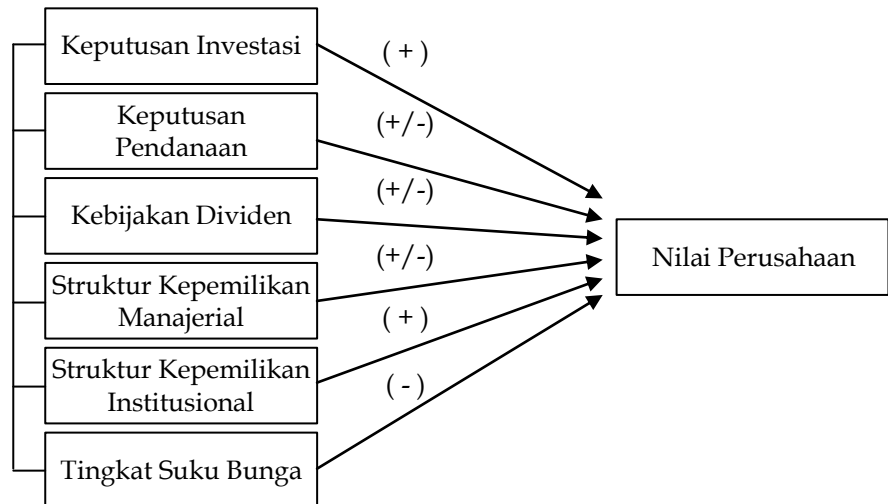 Keputusan Investasi
( + )
Keputusan
Pendanaan
(+/-)
Kebijakan Dividen
(+/-)
Struktur Kepemilikan
Manajerial
(+/-)
Struktur Kepemilikan
Institusional
( + )
Tingkat Suku Bunga
( - )
Nilai Perusahaan